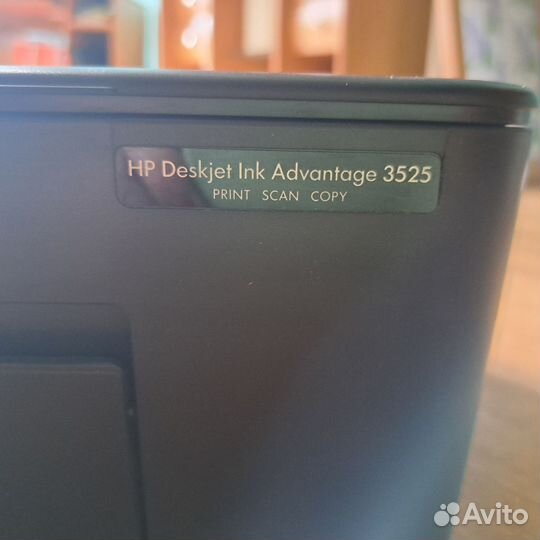 HP Deskjet Ink Advantage 3525
PRINT SCAN COPY
Avito